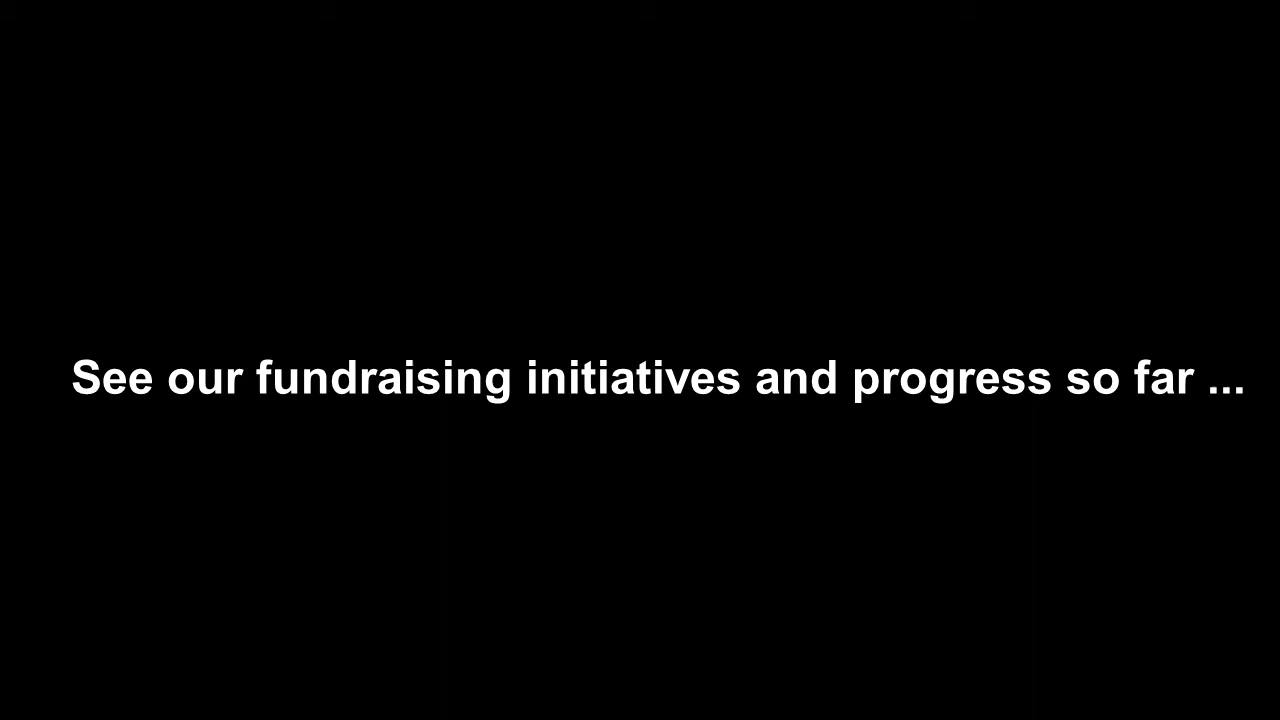 See our fundraising initiatives and progress so far ...